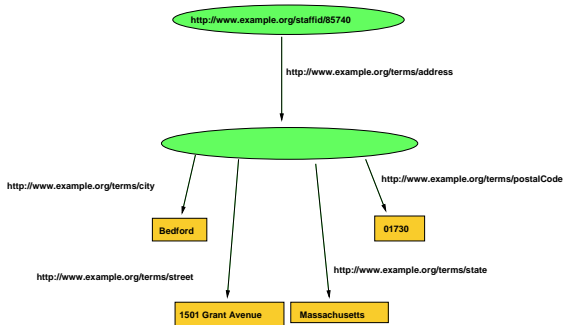 http://www.example.org/staffid/85740
http://www.example.org/terms/address
http://www.example.org/terms/city
http://www.example.org/terms/postalCode
Bedford
01730
http://www.example.org/terms/street
http://www.example.org/terms/state
1501 Grant Avenue
Massachusetts